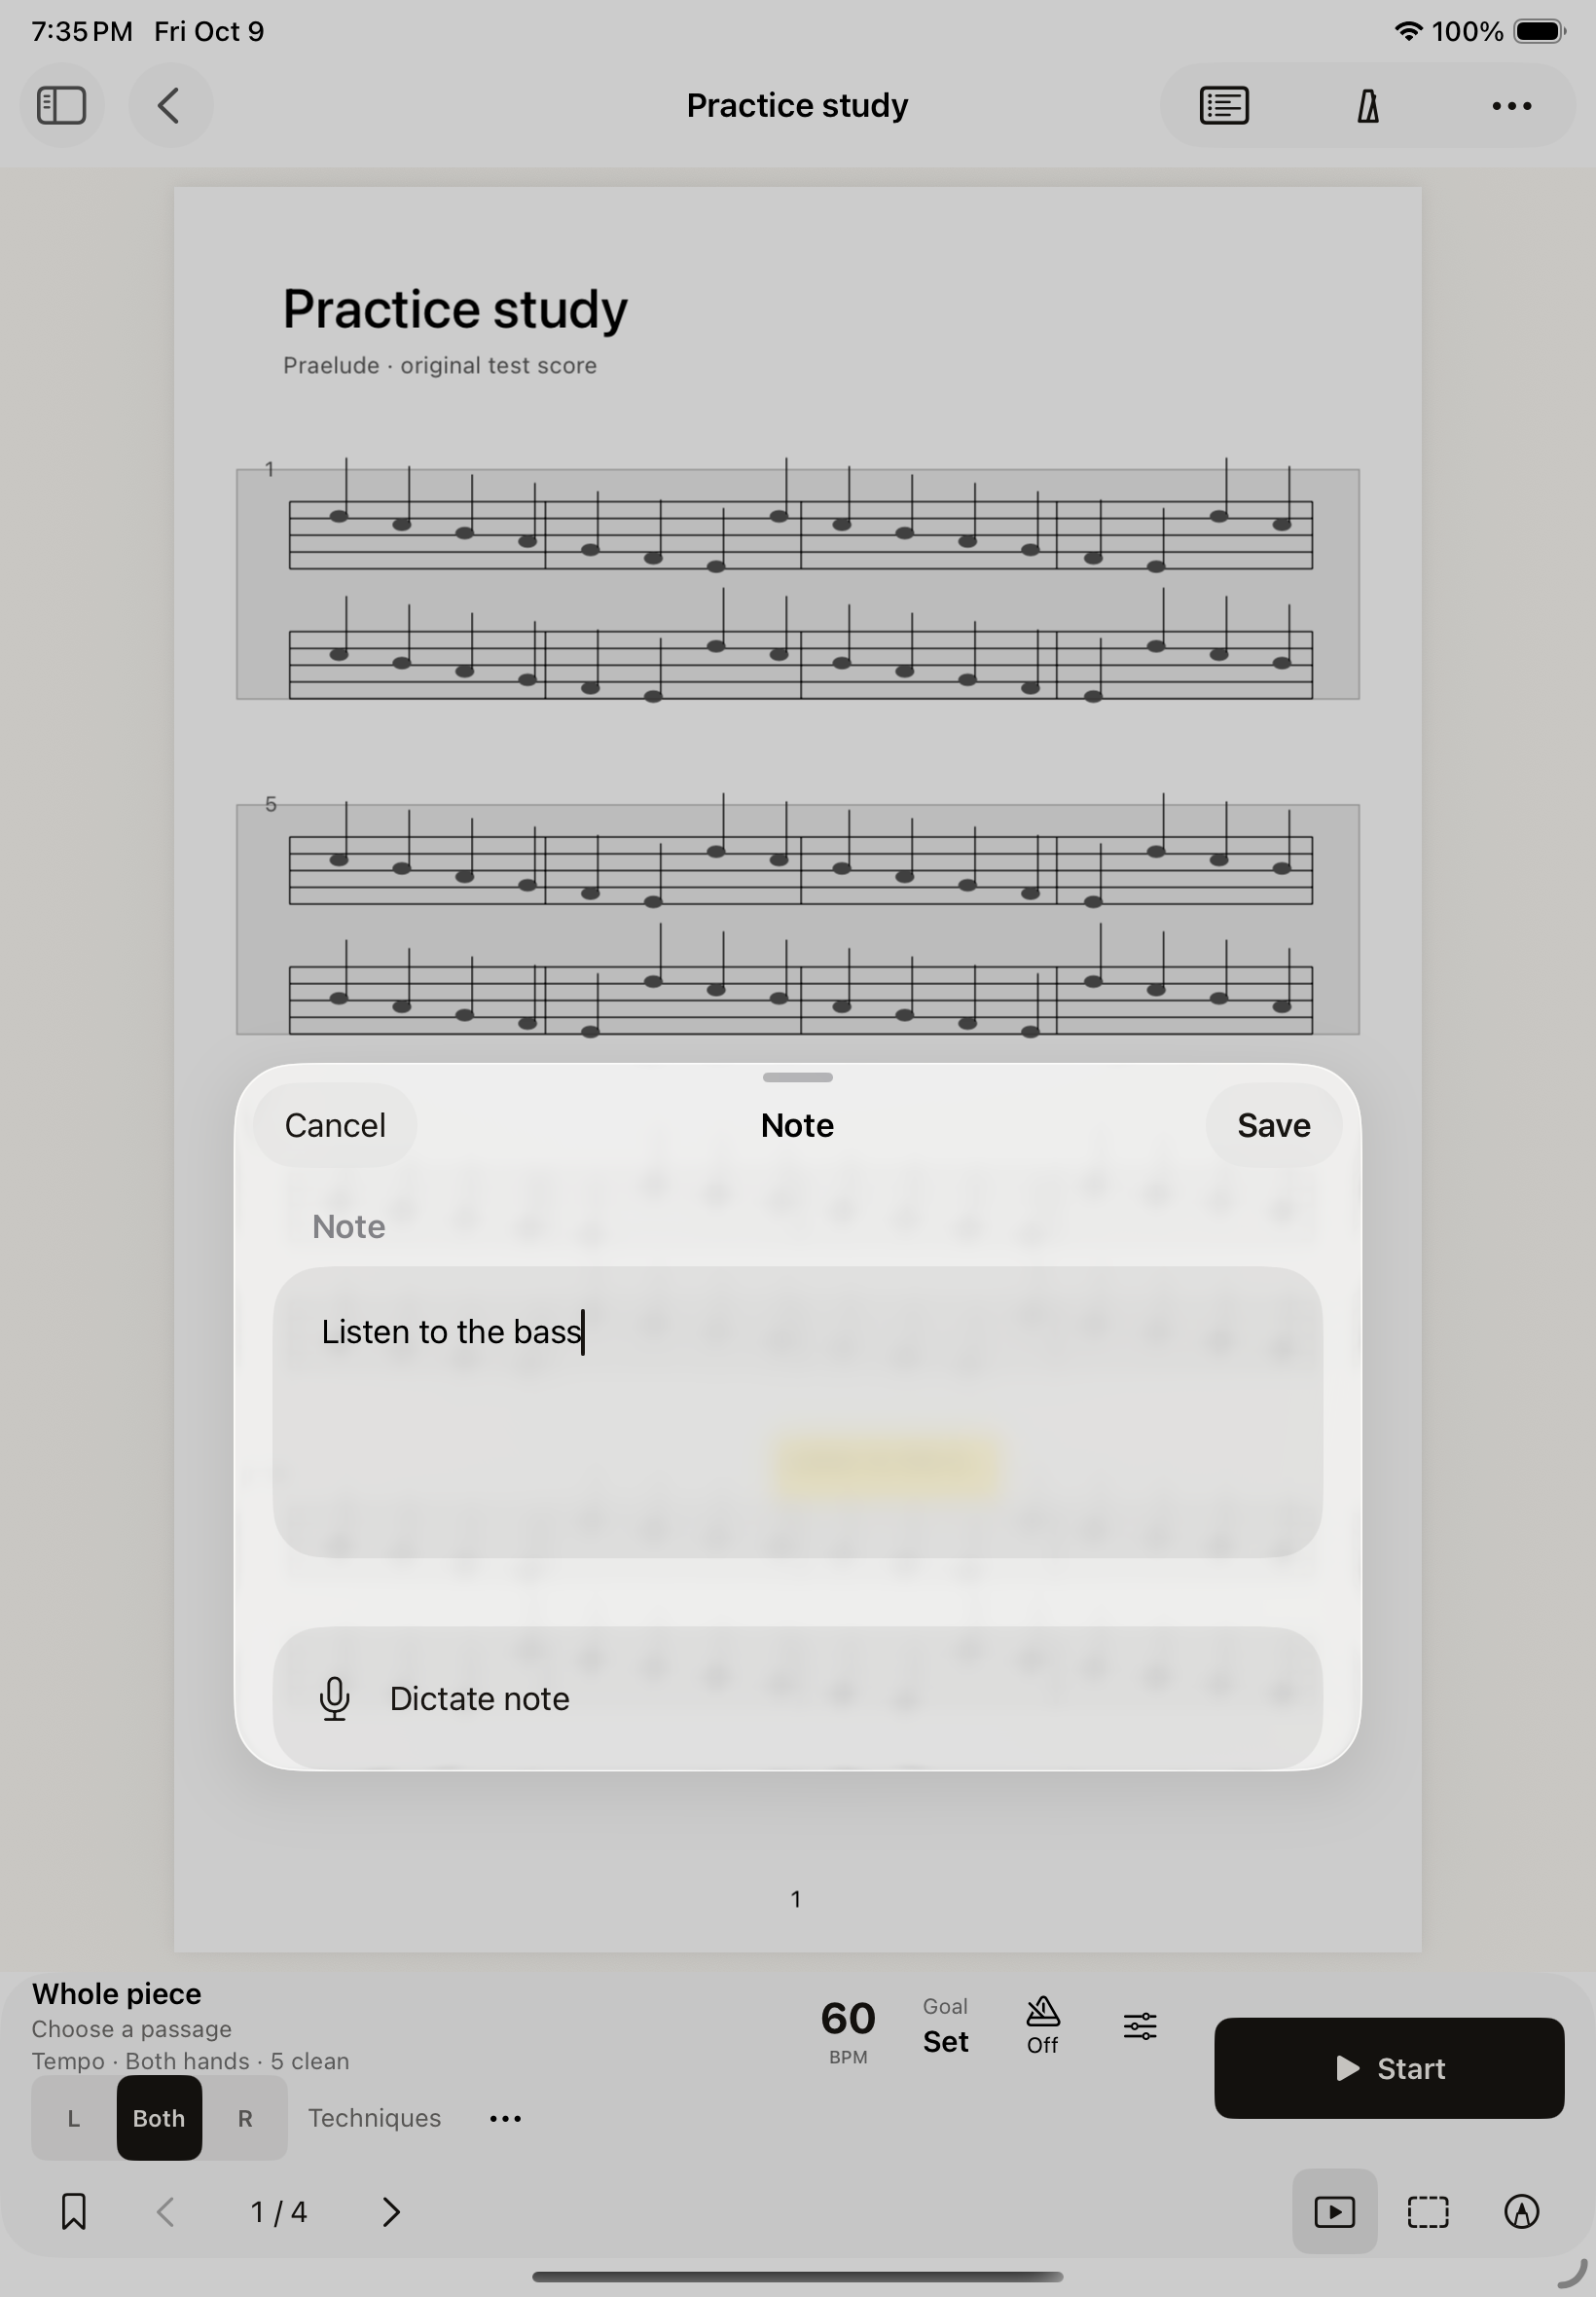 7:35 PM Fri Oct 9
100%
Practice study
Practice study
Praelude · original test score
1
5
Cancel
Note
Save
Note
Listen to the bass
Dictate note
1
Whole piece
Choose a passage
Tempo · Both hands · 5 clean
60
BPM
Goal
Set
Off
Start
L
Both
R
Techniques
1 / 4